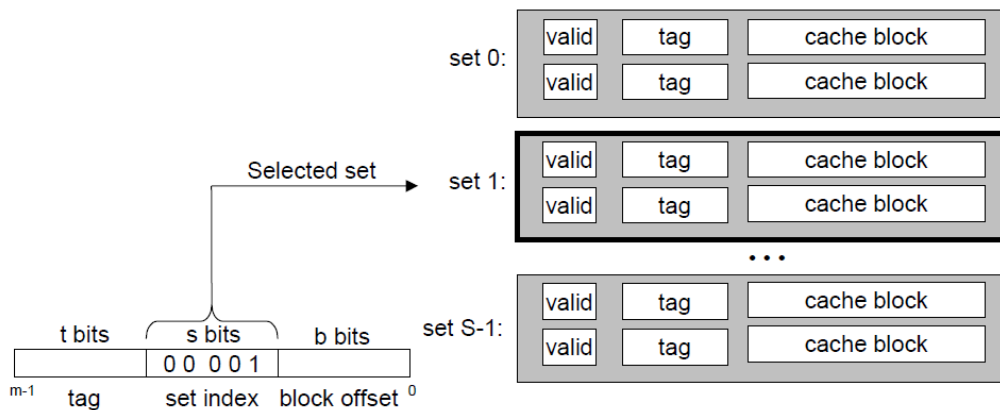 set 0:
valid tag cache block
valid tag cache block
Selected set
set 1:
valid tag cache block
valid tag cache block
• • •
set S-1:
valid tag cache block
valid tag cache block
t bits s bits b bits
0 0 0 0 1
m-1 tag set index block offset 0